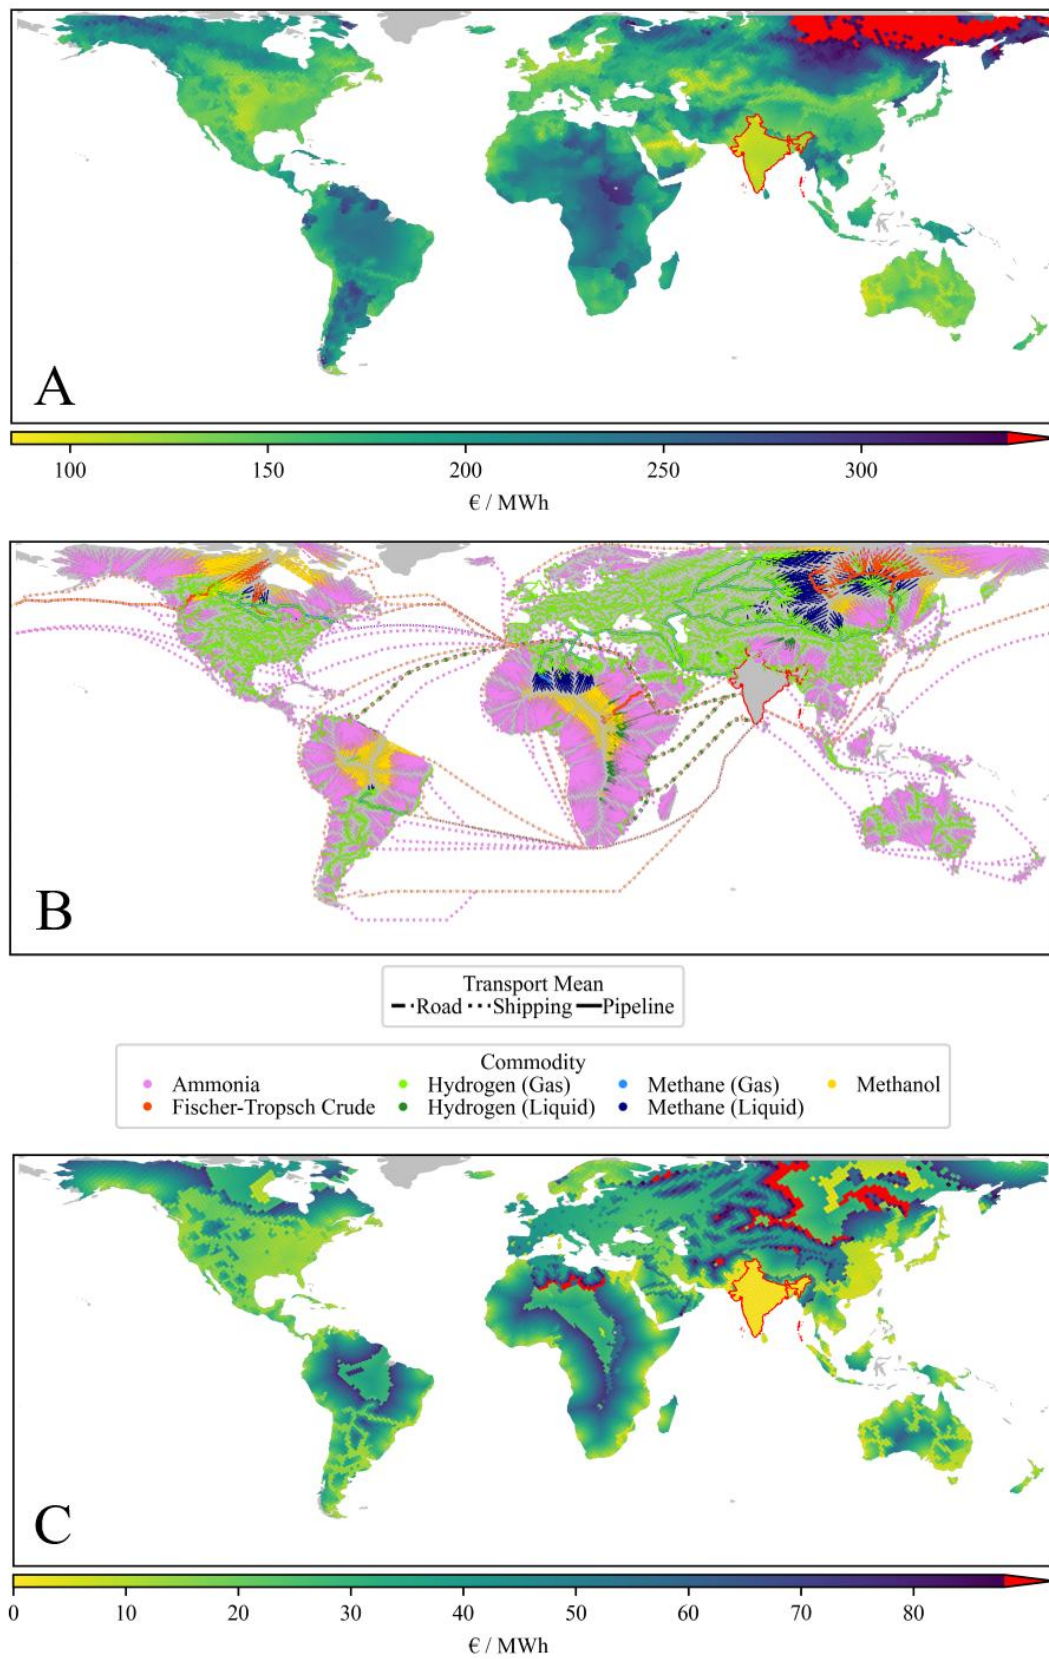 A
100 150 200 250 300
€ / MWh
B
Transport Mean
Road Shipping Pipeline
Commodity
Ammonia Hydrogen (Gas) Methane (Gas) Methanol
Fischer-Tropsch Crude Hydrogen (Liquid) Methane (Liquid)
C
0 10 20 30 40 50 60 70 80
€ / MWh